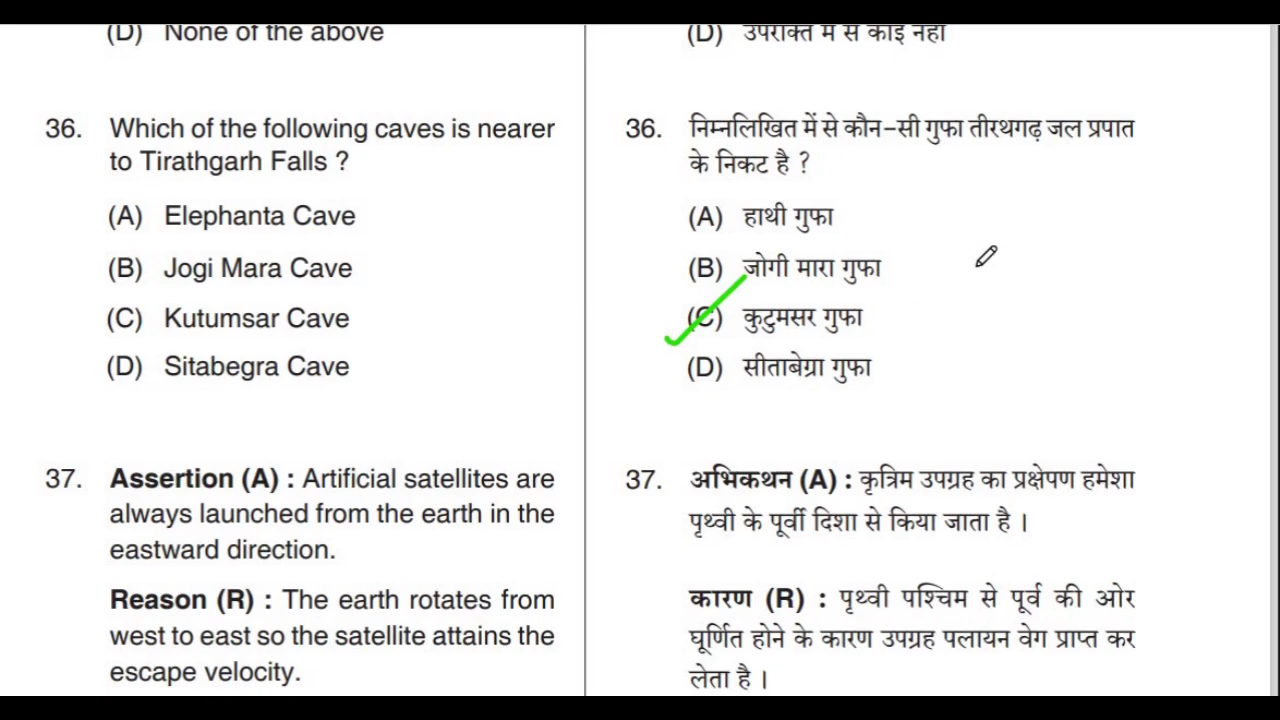 (D) None of the above
36. Which of the following caves is nearer
to Tirathgarh Falls ?
(A) Elephanta Cave
(B) Jogi Mara Cave
(C) Kutumsar Cave
(D) Sitabegra Cave
37. Assertion (A) : Artificial satellites are
always launched from the earth in the
eastward direction.
Reason (R) : The earth rotates from
west to east so the satellite attains the
escape velocity.
(D) उपरोक्त में से कोई नहीं
36. निम्नलिखित में से कौन-सी गुफा तीरथगढ़ जल प्रपात
के निकट है ?
(A) हाथी गुफा
(B) जोगी मारा गुफा
(C) कुटुमसर गुफा
(D) सीताबेग्रा गुफा
37. अभिकथन (A) : कृत्रिम उपग्रह का प्रक्षेपण हमेशा
पृथ्वी के पूर्वी दिशा से किया जाता है ।
कारण (R) : पृथ्वी पश्चिम से पूर्व की ओर
घूर्णित होने के कारण उपग्रह पलायन वेग प्राप्त कर
लेता है ।